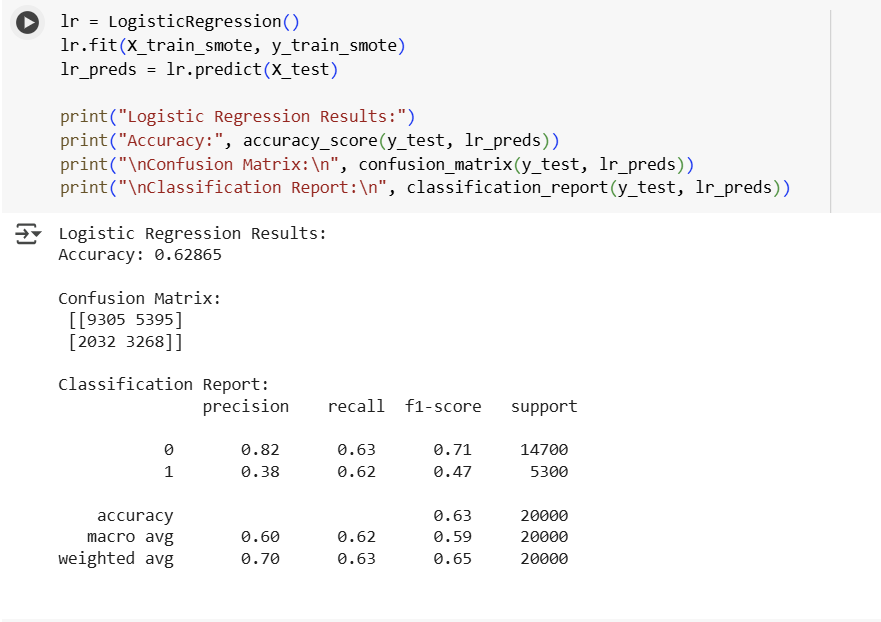 lr = LogisticRegression()
lr.fit(X_train_smote, y_train_smote)
lr_preds = lr.predict(X_test)
print("Logistic Regression Results:")
print("Accuracy:", accuracy_score(y_test, lr_preds))
print("\nConfusion Matrix:\n", confusion_matrix(y_test, lr_preds))
print("\nClassification Report:\n", classification_report(y_test, lr_preds))
Logistic Regression Results:
Accuracy: 0.62865
Confusion Matrix:
[[9305 5395]
[2032 3268]]
Classification Report:
precision recall f1-score support
0 0.82 0.63 0.71 14700
1 0.38 0.62 0.47 5300
accuracy 0.63 20000
macro avg 0.60 0.62 0.59 20000
weighted avg 0.70 0.63 0.65 20000